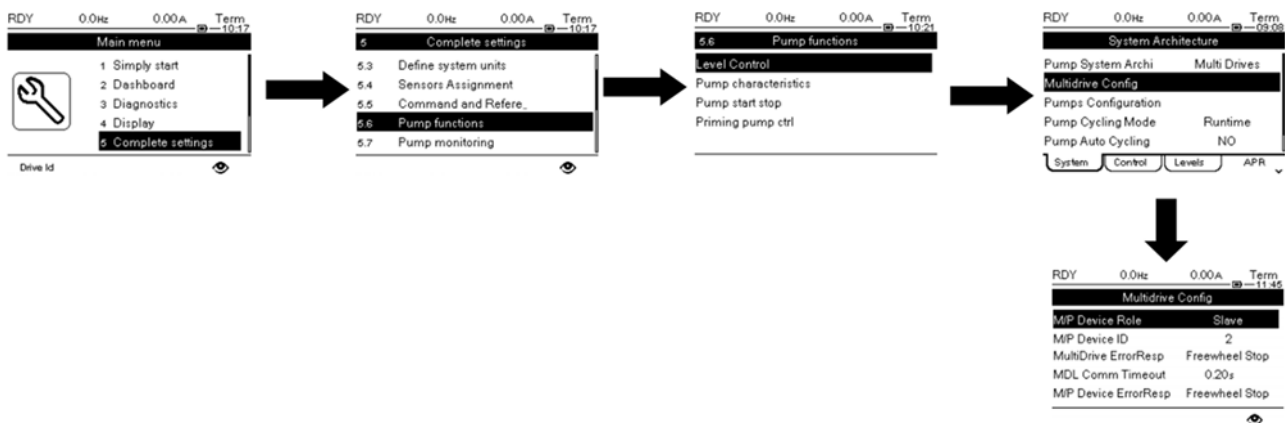 RDY 0.0Hz 0.00A Term
10:17
Main menu
1 Simply start
2 Dashboard
3 Diagnostics
4 Display
5 Complete settings
Drive Id
RDY 0.0Hz 0.00A Term
10:17
5 Complete settings
5.3 Define system units
5.4 Sensors Assignment
5.5 Command and Refere_
5.6 Pump functions
5.7 Pump monitoring
RDY 0.0Hz 0.00A Term
10:21
5.6 Pump functions
Level Control
Pump characteristics
Pump start stop
Priming pump ctrl
RDY 0.0Hz 0.00A Term
09:08
System Architecture
Pump System Archi Multi Drives
Multidrive Config
Pumps Configuration
Pump Cycling Mode Runtime
Pump Auto Cycling NO
System Control Levels APR
RDY 0.0Hz 0.00A Term
11:45
Multidrive Config
M/P Device Role Slave
M/P Device ID 2
MultiDrive ErrorResp Freewheel Stop
MDL Comm Timeout 0.20s
M/P Device ErrorResp Freewheel Stop